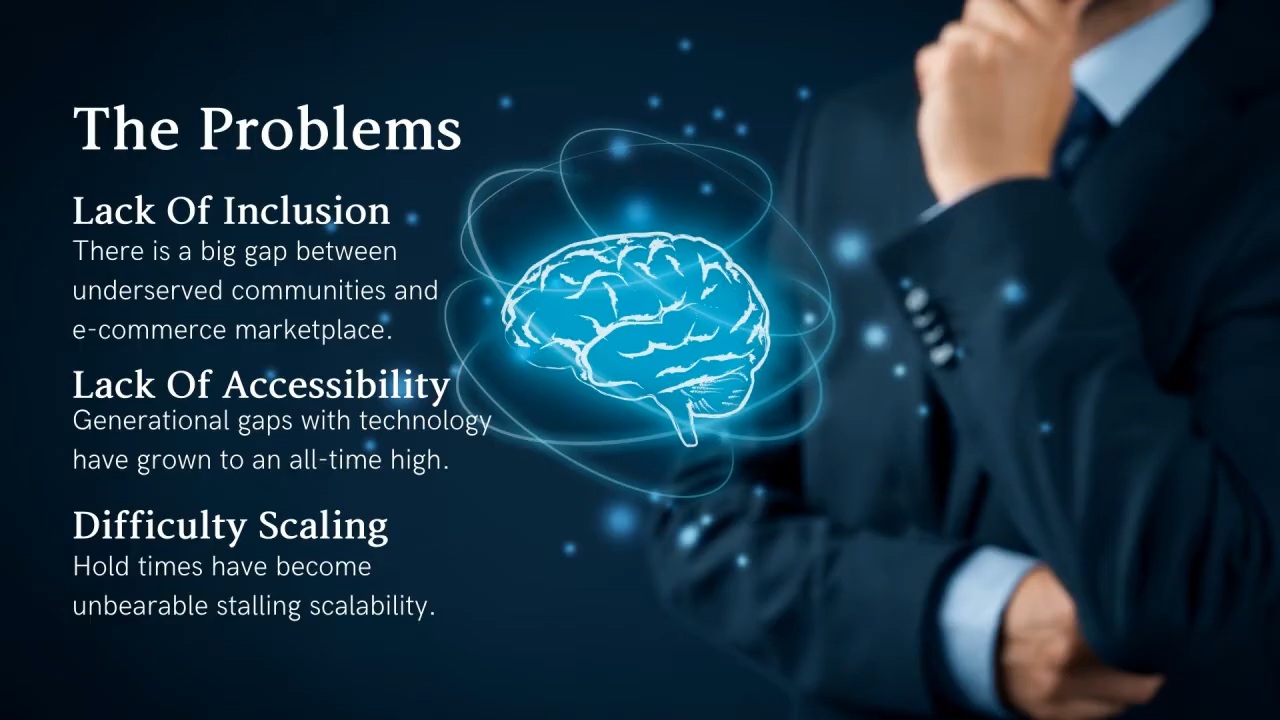 The Problems
Lack Of Inclusion
There is a big gap between
underserved communities and
e-commerce marketplace.
Lack Of Accessibility
Generational gaps with technology
have grown to an all-time high.
Difficulty Scaling
Hold times have become
unbearable stalling scalability.